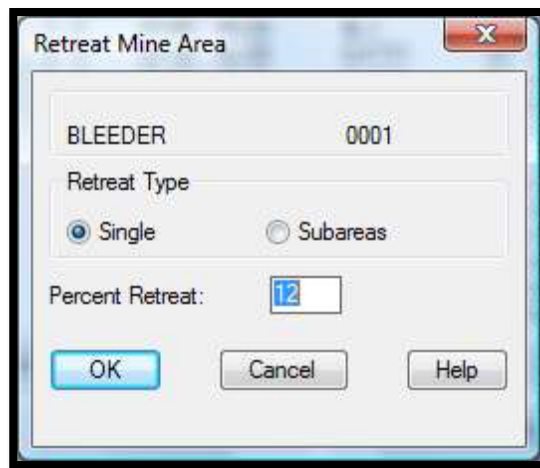 Retreat Mine Area
BLEEDER 0001
Retreat Type
Single Subareas
Percent Retreat: 12
OK Cancel Help